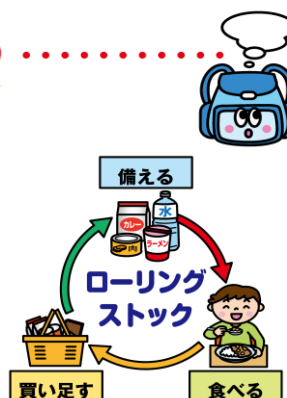 備える
カレー
水
肉
ラーメン
ローリング
ストック
買い足す
食べる